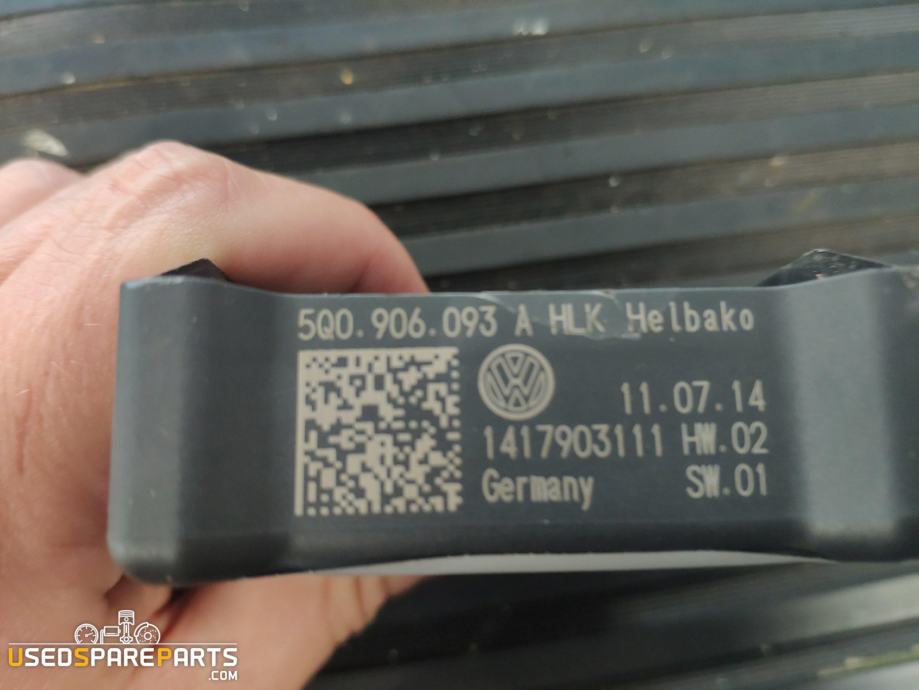 5Q0.906.093 A HLK Helbako
11.07.14
1417903111 HW.02
Germany SW.01
USEDSPAREPARTS
.COM